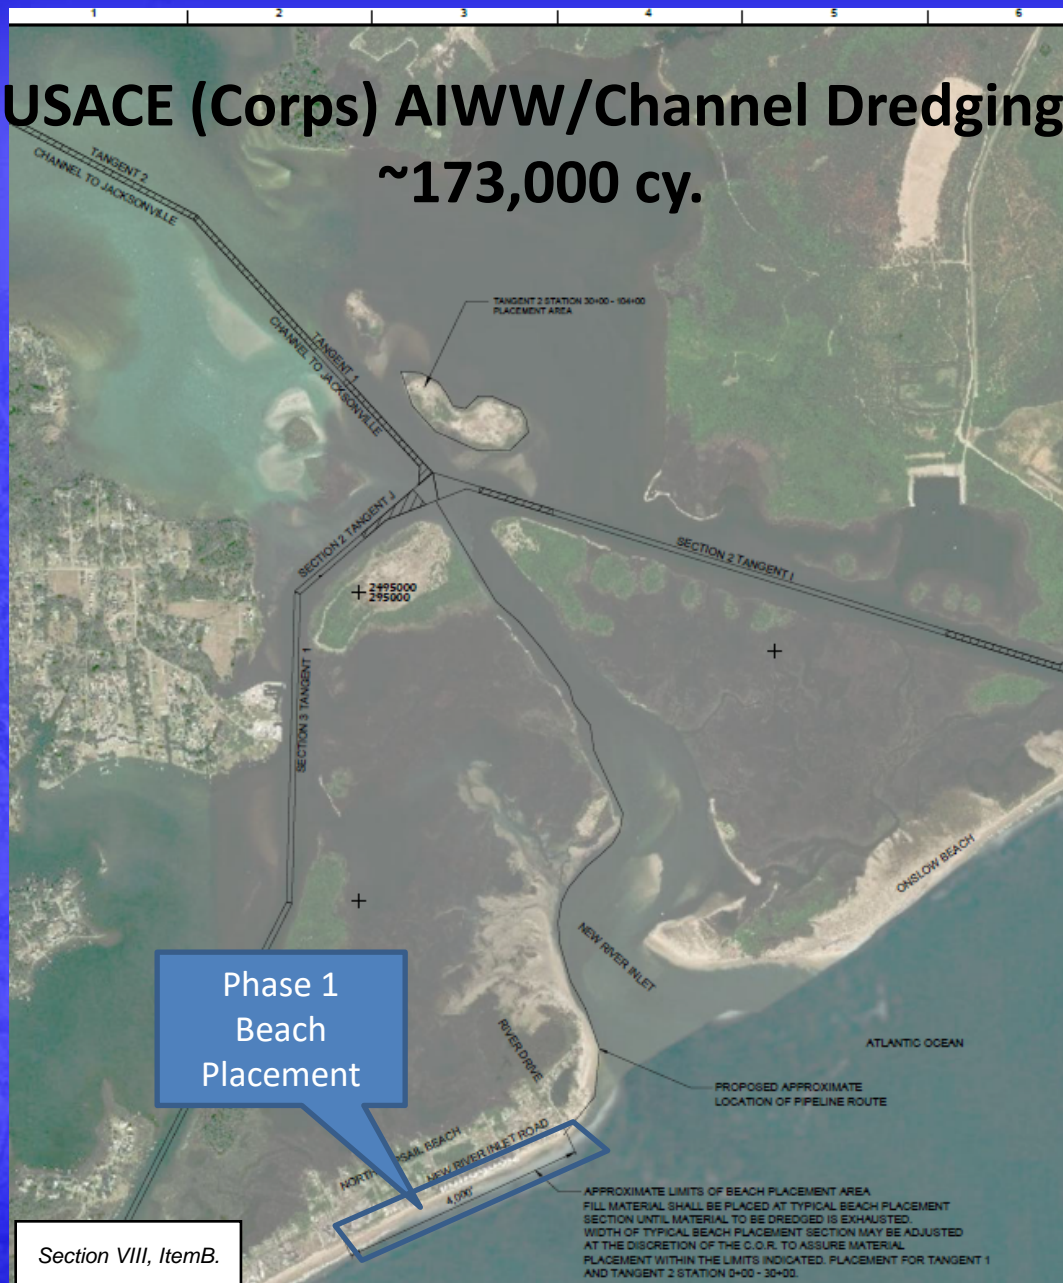 1 2 3 4 5 6
USACE (Corps) AIWW/Channel Dredging
~173,000 cy.
TANGENT 2
CHANNEL TO JACKSONVILLE
TANGENT 2 STATION 30+00 - 104+00
PLACEMENT AREA
TANGENT 1
CHANNEL TO JACKSONVILLE
SECTION 2 TANGENT J
SECTION 2 TANGENT I
2495000
295000
SECTION 3 TANGENT 1
ONSLOW BEACH
NEW RIVER INLET
Phase 1
Beach
Placement
RIVER DRIVE
ATLANTIC OCEAN
PROPOSED APPROXIMATE
LOCATION OF PIPELINE ROUTE
BEACH
NEW RIVER INLET ROAD
4,000'
APPROXIMATE LIMITS OF BEACH PLACEMENT AREA
FILL MATERIAL SHALL BE PLACED AT TYPICAL BEACH PLACEMENT
SECTION UNTIL MATERIAL TO BE DREDGED IS EXHAUSTED.
WIDTH OF TYPICAL BEACH PLACEMENT SECTION MAY BE ADJUSTED
AT THE DISCRETION OF THE C.O.R. TO ASSURE MATERIAL
PLACEMENT WITHIN THE LIMITS INDICATED. PLACEMENT FOR TANGENT 1
AND TANGENT 2 STATION 0+00 - 30+00.
Section VIII, ItemB.